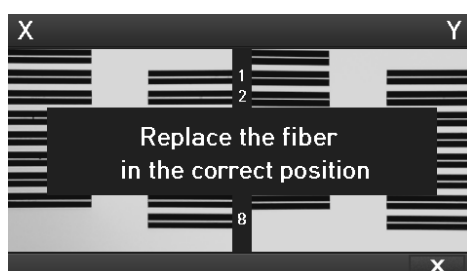 X Y
1
2
Replace the fiber
in the correct position
8
X